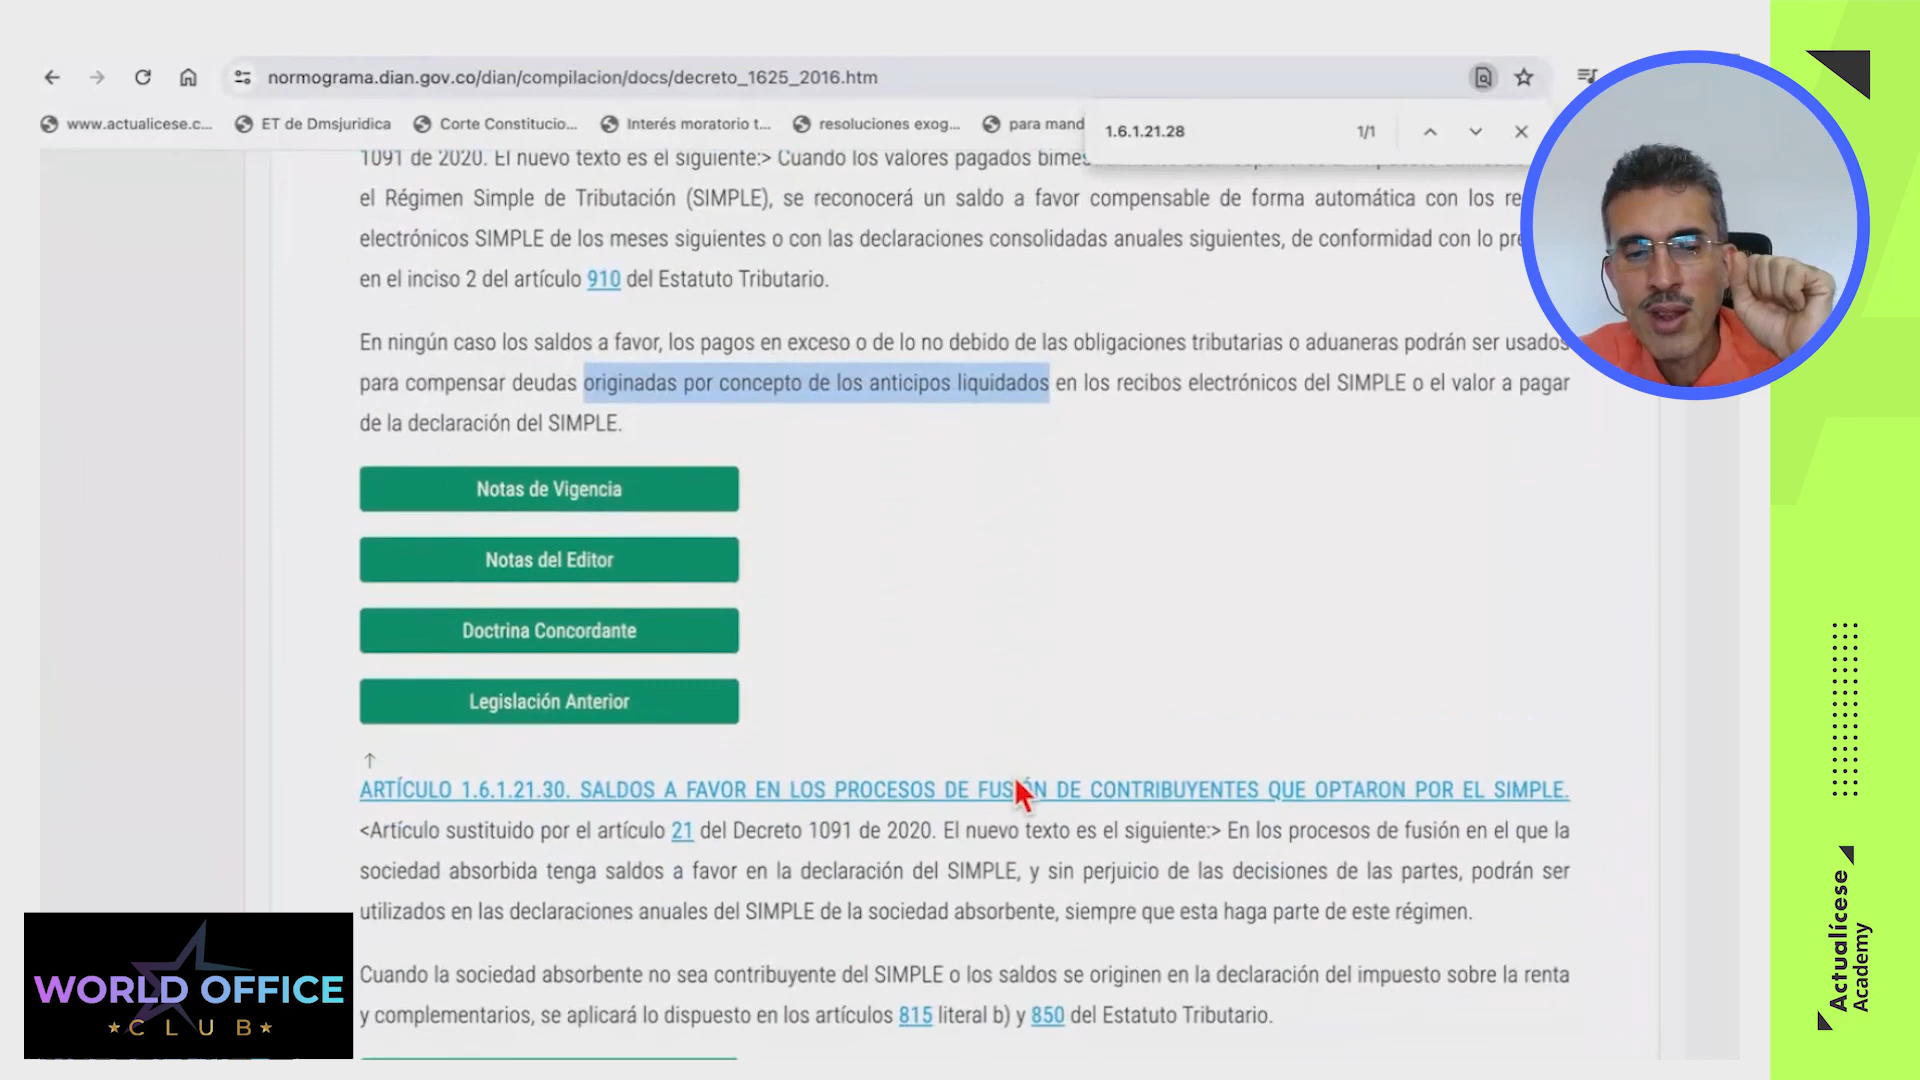 normograma.dian.gov.co/dian/compilacion/docs/decreto_1625_2016.htm
www.actualicese.c... ET de Dmsjuridica Corte Constitucio... Interés moratorio t... resoluciones exog... para mand
1.6.1.21.28 1/1
1091 de 2020. El nuevo texto es el siguiente:> Cuando los valores pagados
el Régimen Simple de Tributación (SIMPLE), se reconocerá un saldo a favor compensable de forma automática con los
electrónicos SIMPLE de los meses siguientes o con las declaraciones consolidadas anuales siguientes, de conformidad con lo
en el inciso 2 del artículo 910 del Estatuto Tributario.
En ningún caso los saldos a favor, los pagos en exceso o de lo no debido de las obligaciones tributarias o aduaneras podrán ser usados
para compensar deudas originadas por concepto de los anticipos liquidados en los recibos electrónicos del SIMPLE o el valor a pagar
de la declaración del SIMPLE.
Notas de Vigencia
Notas del Editor
Doctrina Concordante
Legislación Anterior
↑
ARTÍCULO 1.6.1.21.30. SALDOS A FAVOR EN LOS PROCESOS DE FUSIÓN DE CONTRIBUYENTES QUE OPTARON POR EL SIMPLE.
<Artículo sustituido por el artículo 21 del Decreto 1091 de 2020. El nuevo texto es el siguiente:> En los procesos de fusión en el que la
sociedad absorbida tenga saldos a favor en la declaración del SIMPLE, y sin perjuicio de las decisiones de las partes, podrán ser
utilizados en las declaraciones anuales del SIMPLE de la sociedad absorbente, siempre que esta haga parte de este régimen.
Cuando la sociedad absorbente no sea contribuyente del SIMPLE o los saldos se originen en la declaración del impuesto sobre la renta
y complementarios, se aplicará lo dispuesto en los artículos 815 literal b) y 850 del Estatuto Tributario.
WORLD OFFICE
CLUB
Actualícese
Academy